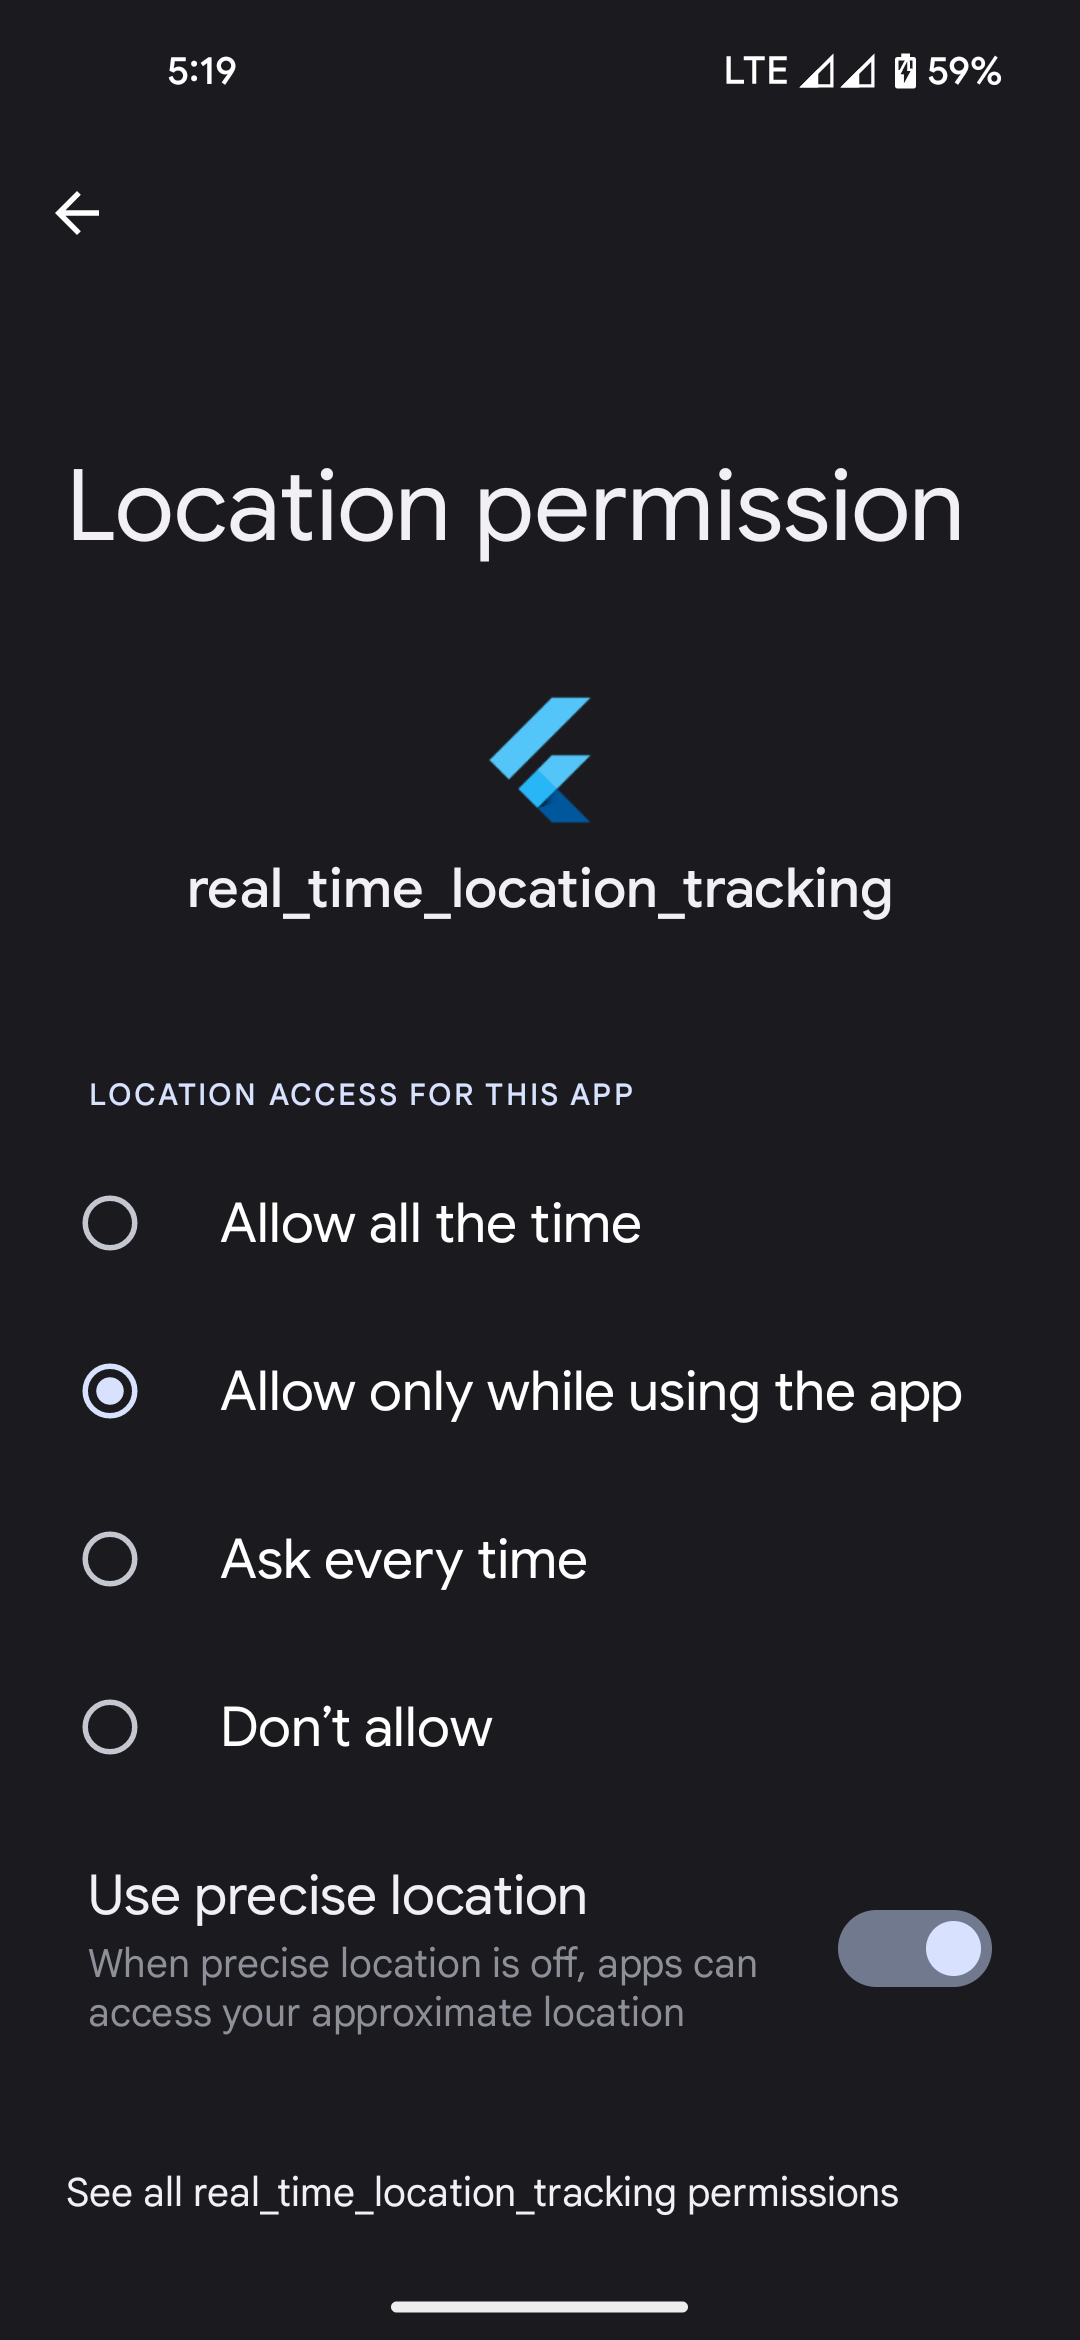 5:19
LTE 59%
Location permission
real_time_location_tracking
LOCATION ACCESS FOR THIS APP
Allow all the time
Allow only while using the app
Ask every time
Don’t allow
Use precise location
When precise location is off, apps can
access your approximate location
See all real_time_location_tracking permissions